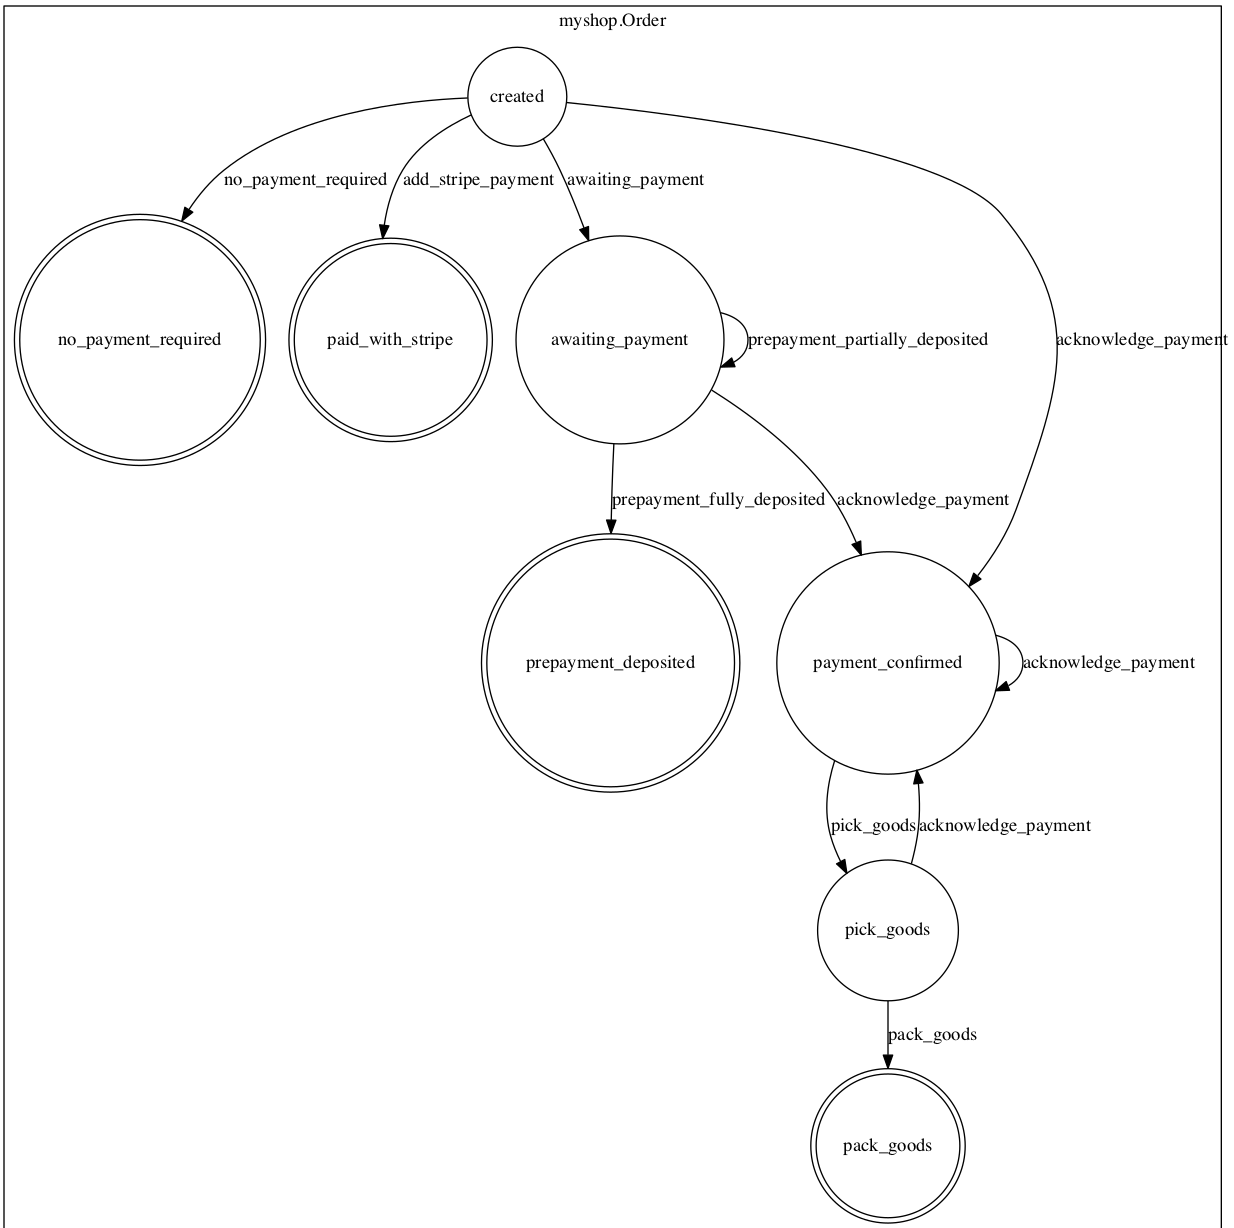 myshop.Order
created
no_payment_required
add_stripe_payment
awaiting_payment
no_payment_required
paid_with_stripe
awaiting_payment
prepayment_partially_deposited
acknowledge_payment
prepayment_fully_deposited
acknowledge_payment
prepayment_deposited
payment_confirmed
acknowledge_payment
pick_goods
acknowledge_payment
pick_goods
pack_goods
pack_goods